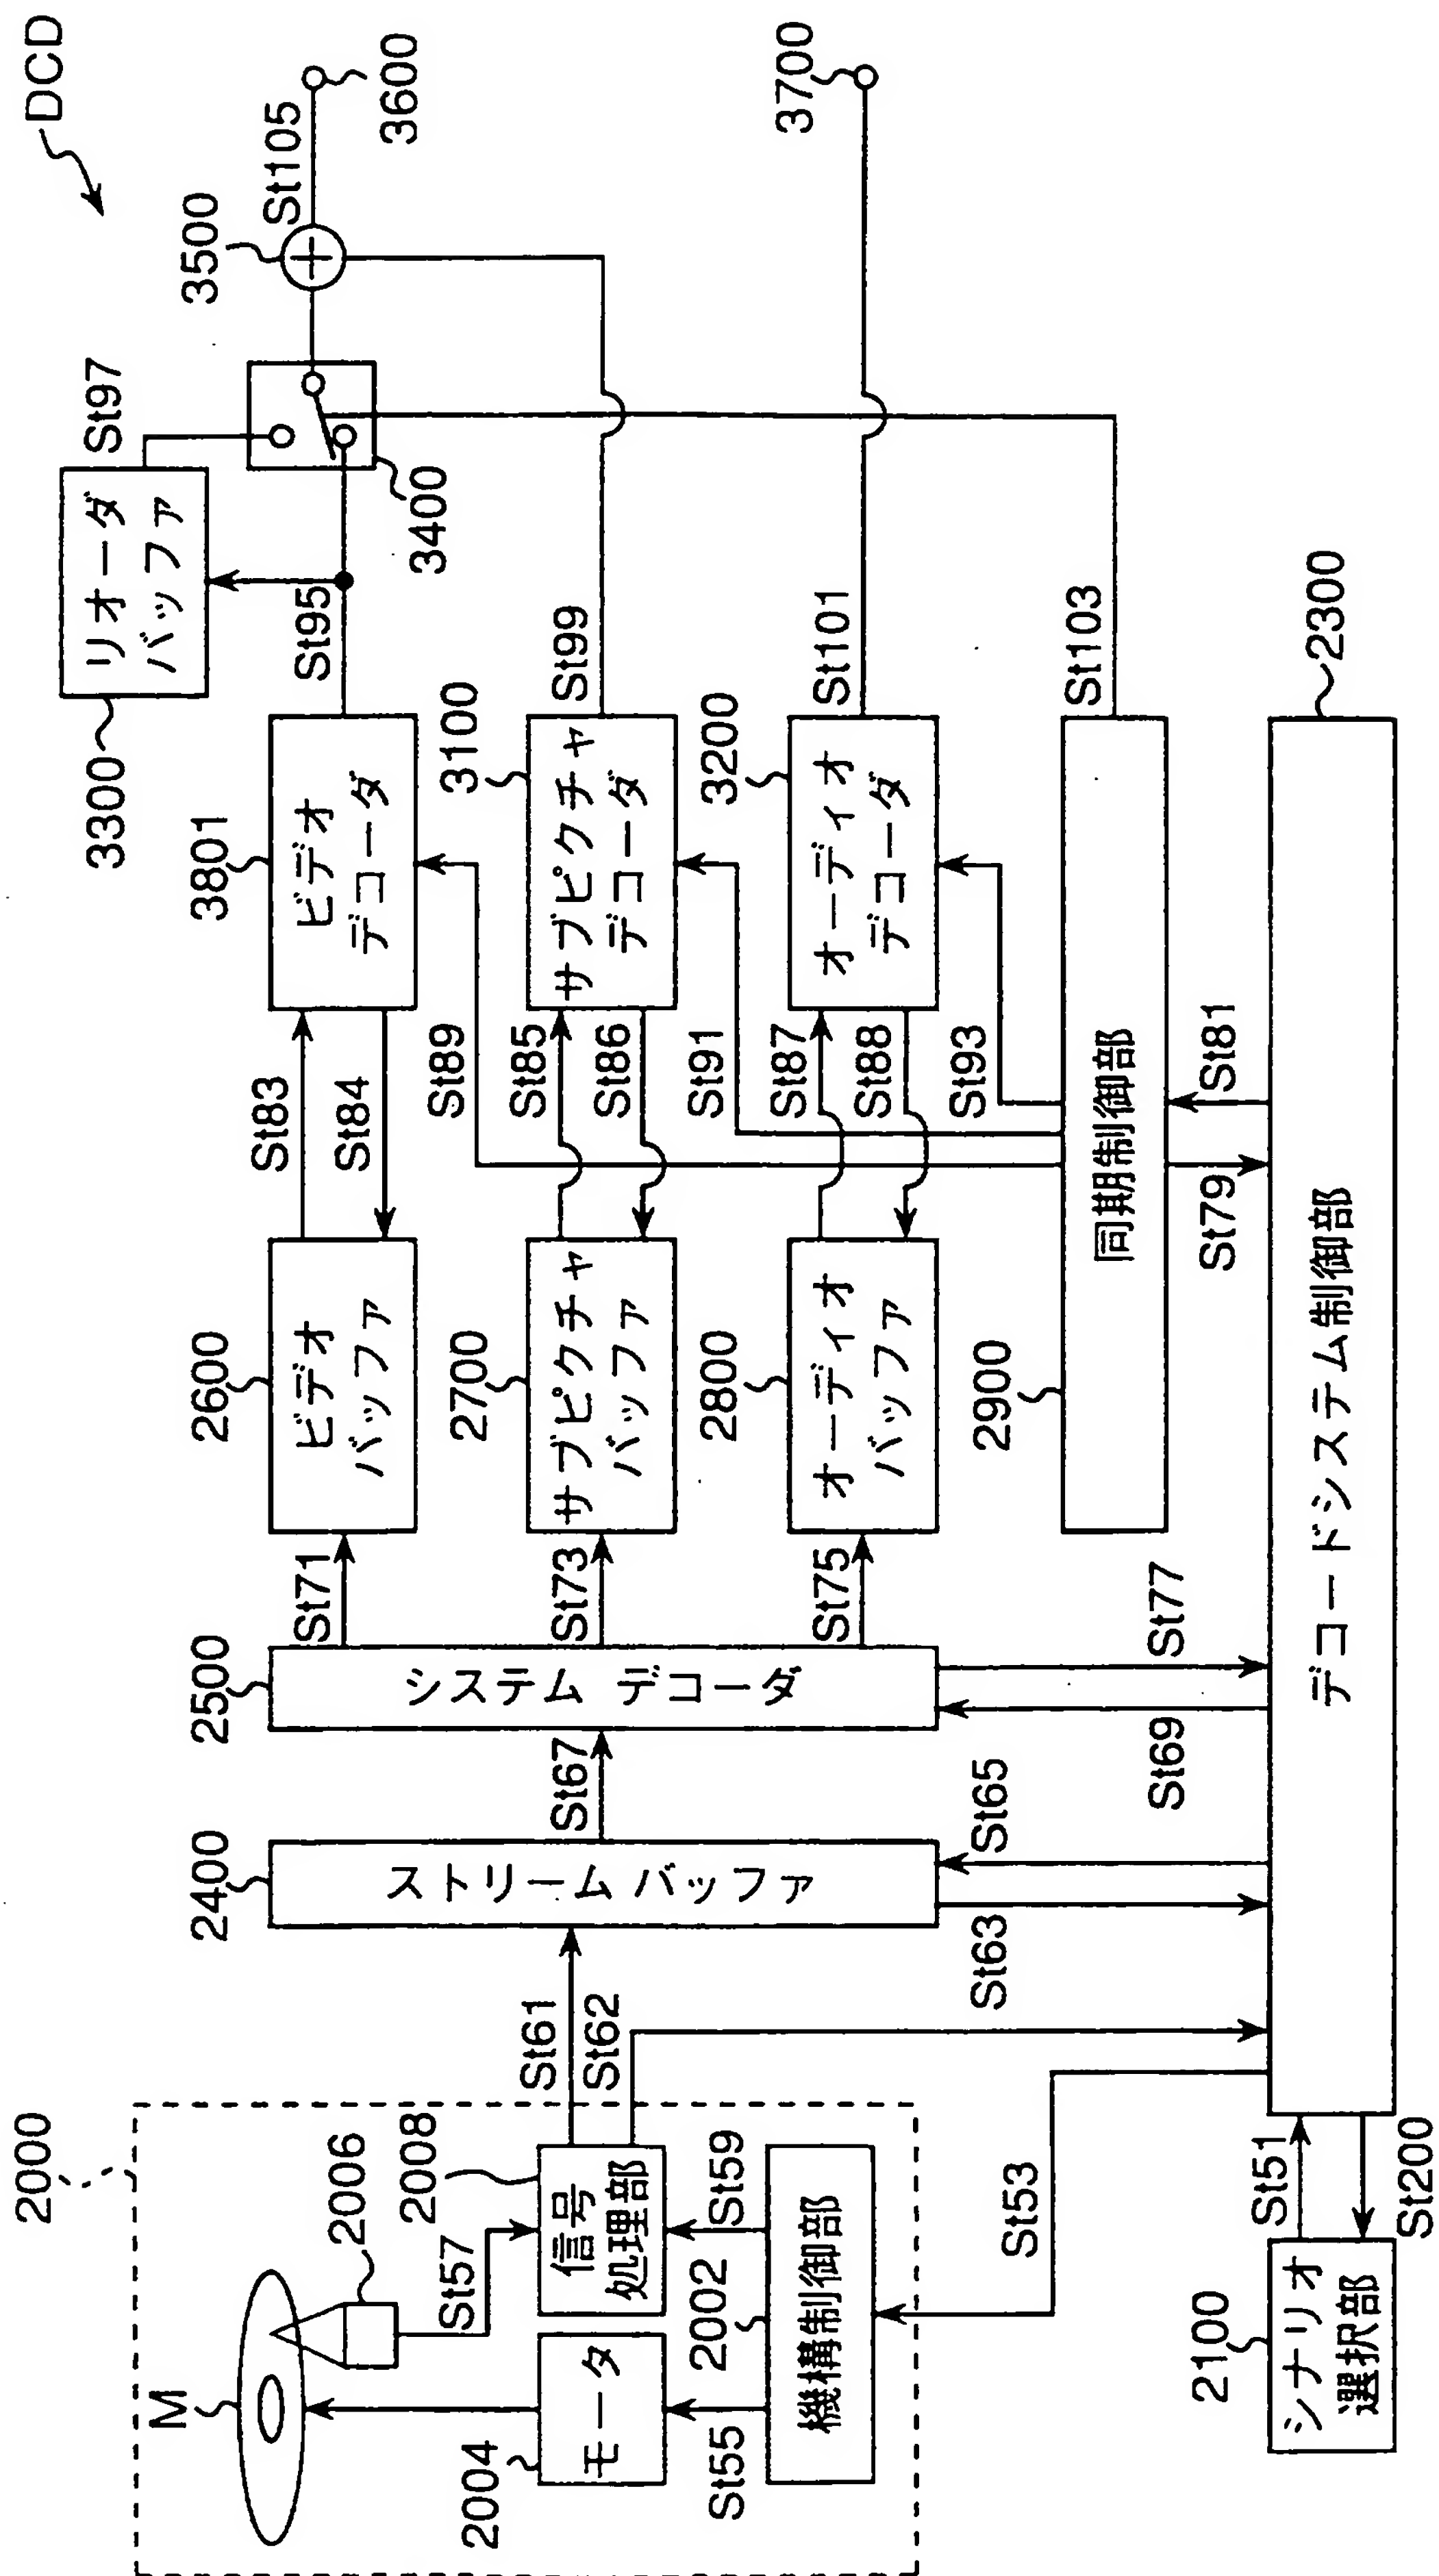 DCD
2000
M
2006
2008
St57
信号
処理部
2004
モータ
St55
2002
St59
機構制御部
St61
St62
St53
2100
シナリオ
選択部
St51
St200
2400
ストリーム バッファ
St63
St65
St67
2500
システム デコーダ
St69
St77
St71
St73
St75
2600
ビデオ
バッファ
2700
サブピクチャ
バッファ
2800
オーディオ
バッファ
2900
同期制御部
St79
St81
2300
デコードシステム制御部
St83
St84
St89
St85
St86
St91
St87
St88
St93
3801
ビデオ
デコーダ
3100
サブピクチャ
デコーダ
3200
オーディオ
デコーダ
3300
リオーダ
バッファ
St95
St97
St99
St101
St103
3400
3500
St105
3600
3700